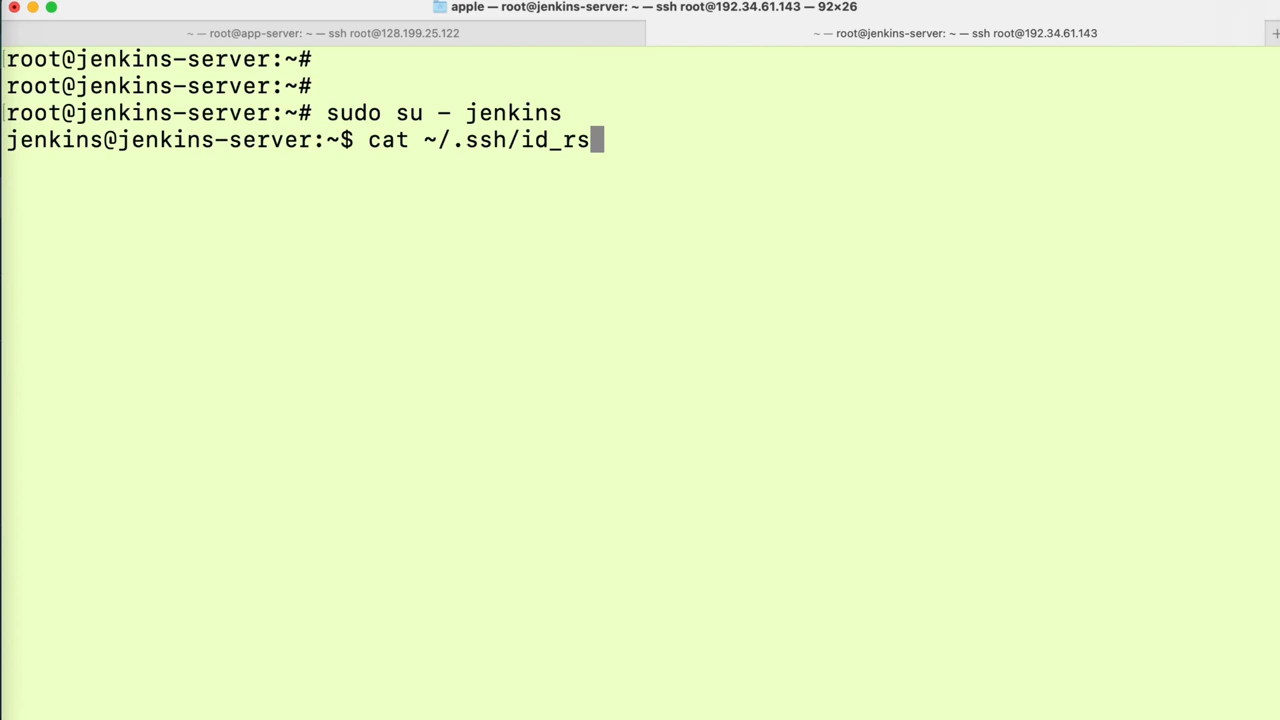 apple — root@jenkins-server: ~ — ssh root@192.34.61.143 — 92×26
~ — root@app-server: ~ — ssh root@128.199.25.122
~ — root@jenkins-server: ~ — ssh root@192.34.61.143
+
root@jenkins-server:~#
root@jenkins-server:~#
root@jenkins-server:~# sudo su - jenkins
jenkins@jenkins-server:~$ cat ~/.ssh/id_rs